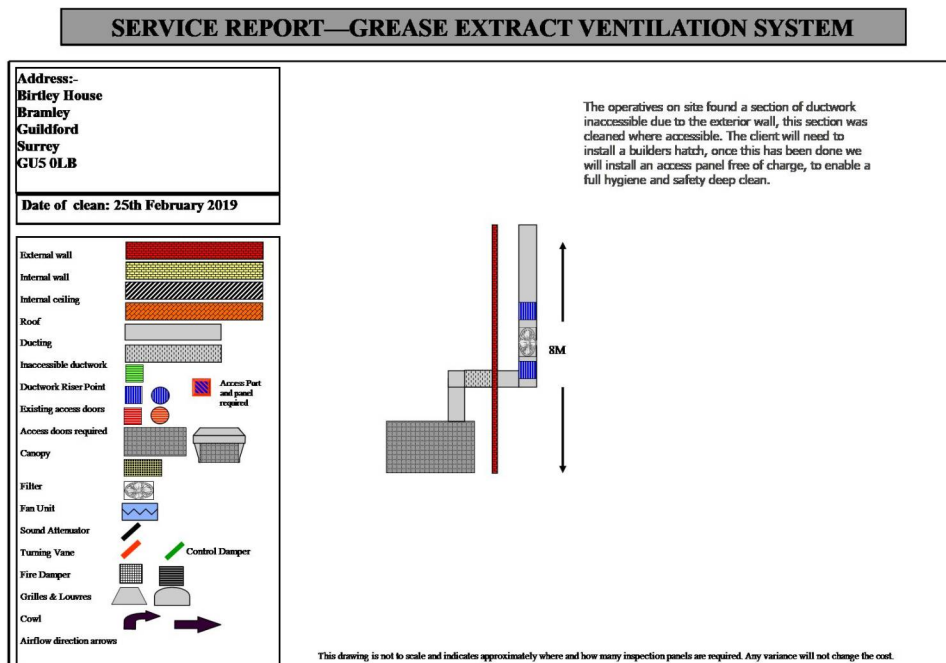 SERVICE REPORT—GREASE EXTRACT VENTILATION SYSTEM
Address:-
Birtley House
Bramley
Guildford
Surrey
GU5 0LB
Date of clean: 25th February 2019
The operatives on site found a section of ductwork
inaccessible due to the exterior wall, this section was
cleaned where accessible. The client will need to
install a builders hatch, once this has been done we
will install an access panel free of charge, to enable a
full hygiene and safety deep clean.
External wall
Internal wall
Internal ceiling
Roof
Ducting
Inaccessible ductwork
Ductwork Riser Point
Access Port
and panel
required
Existing access doors
Access doors required
Canopy
Filter
Fan Unit
Sound Attenuator
Turning Vane
Control Damper
Fire Damper
Grilles & Louvres
Cowl
Airflow direction arrows
8M
This drawing is not to scale and indicates approximately where and how many inspection panels are required. Any variance will not change the cost.